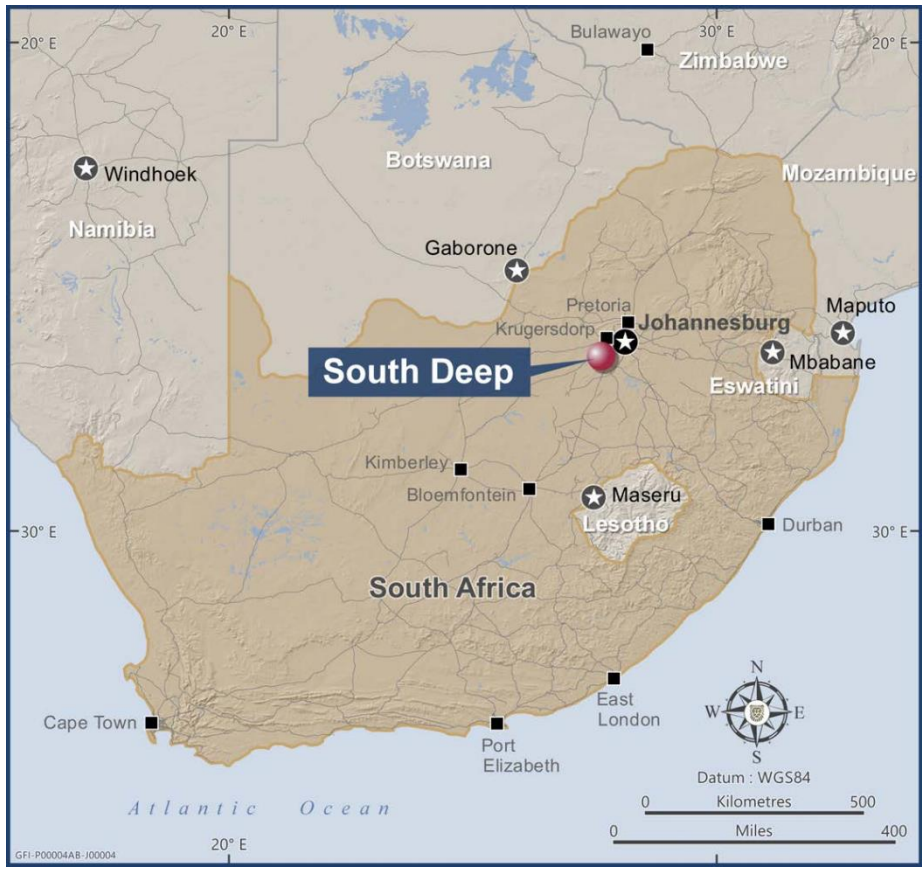 20° E
20° E
30° E
20° E
Bulawayo
Zimbabwe
Botswana
Windhoek
Mozambique
Namibia
Gaborone
Pretoria
Maputo
Krugersdorp
Johannesburg
South Deep
Mbabane
Eswatini
Kimberley
Bloemfontein
Maseru
Lesotho
Durban
30° E
30° E
South Africa
N
W
E
S
East
London
Cape Town
Port
Elizabeth
Datum : WGS84
0 Kilometres 500
0 Miles 400
Atlantic Ocean
20° E
30° E
GFI-P00004AB-J00004